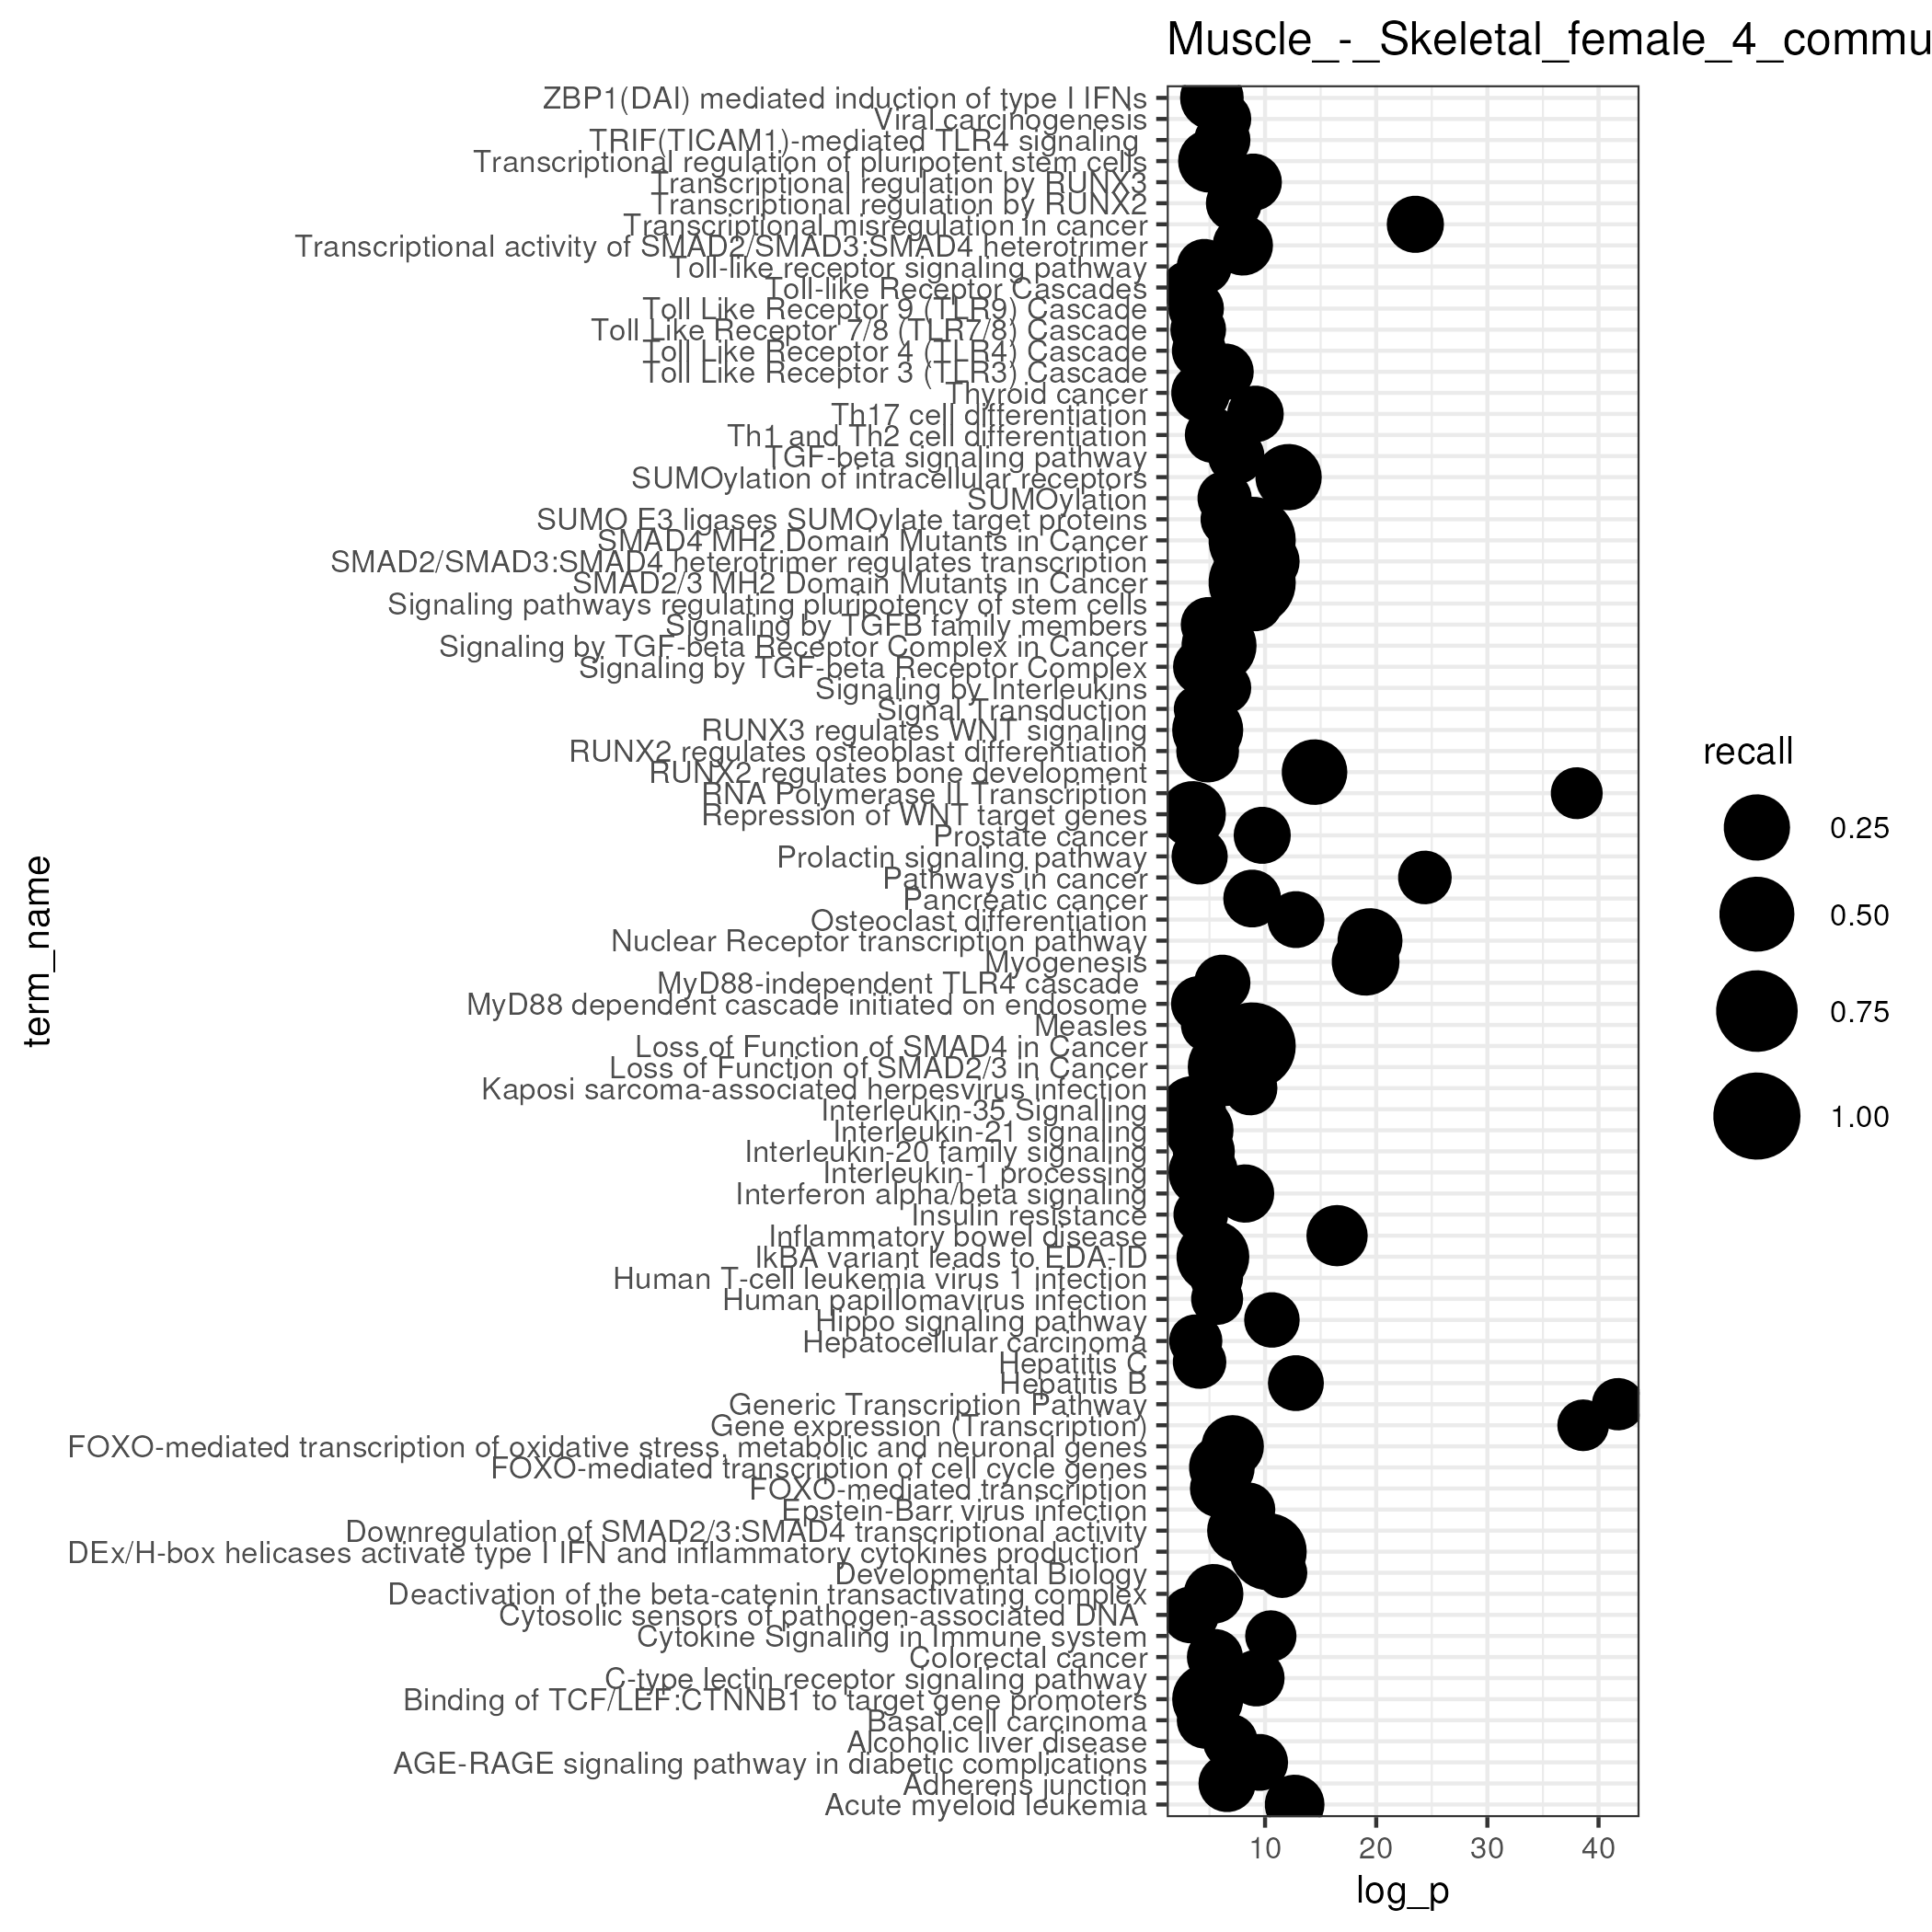 Muscle_-_Skeletal_female_4_commu
ZBP1(DAI) mediated induction of type I IFNs
Viral carcinogenesis
TRIF(TICAM1)-mediated TLR4 signaling
Transcriptional regulation of pluripotent stem cells
Transcriptional regulation by RUNX3
Transcriptional regulation by RUNX2
Transcriptional misregulation in cancer
Transcriptional activity of SMAD2/SMAD3:SMAD4 heterotrimer
Toll-like receptor signaling pathway
Toll-like Receptor Cascades
Toll Like Receptor 9 (TLR9) Cascade
Toll Like Receptor 7/8 (TLR7/8) Cascade
Toll Like Receptor 4 (TLR4) Cascade
Toll Like Receptor 3 (TLR3) Cascade
Thyroid cancer
Th17 cell differentiation
Th1 and Th2 cell differentiation
TGF-beta signaling pathway
SUMOylation of intracellular receptors
SUMOylation
SUMO E3 ligases SUMOylate target proteins
SMAD4 MH2 Domain Mutants in Cancer
SMAD2/SMAD3:SMAD4 heterotrimer regulates transcription
SMAD2/3 MH2 Domain Mutants in Cancer
Signaling pathways regulating pluripotency of stem cells
Signaling by TGFB family members
Signaling by TGF-beta Receptor Complex in Cancer
Signaling by TGF-beta Receptor Complex
Signaling by Interleukins
Signal Transduction
RUNX3 regulates WNT signaling
RUNX2 regulates osteoblast differentiation
RUNX2 regulates bone development
RNA Polymerase II Transcription
Repression of WNT target genes
Prostate cancer
Prolactin signaling pathway
Pathways in cancer
Pancreatic cancer
Osteoclast differentiation
Nuclear Receptor transcription pathway
Myogenesis
MyD88-independent TLR4 cascade
MyD88 dependent cascade initiated on endosome
Measles
Loss of Function of SMAD4 in Cancer
Loss of Function of SMAD2/3 in Cancer
Kaposi sarcoma-associated herpesvirus infection
Interleukin-35 Signalling
Interleukin-21 signaling
Interleukin-20 family signaling
Interleukin-1 processing
Interferon alpha/beta signaling
Insulin resistance
Inflammatory bowel disease
IkBA variant leads to EDA-ID
Human T-cell leukemia virus 1 infection
Human papillomavirus infection
Hippo signaling pathway
Hepatocellular carcinoma
Hepatitis C
Hepatitis B
Generic Transcription Pathway
Gene expression (Transcription)
FOXO-mediated transcription of oxidative stress, metabolic and neuronal genes
FOXO-mediated transcription of cell cycle genes
FOXO-mediated transcription
Epstein-Barr virus infection
Downregulation of SMAD2/3:SMAD4 transcriptional activity
DEx/H-box helicases activate type I IFN and inflammatory cytokines production
Developmental Biology
Deactivation of the beta-catenin transactivating complex
Cytosolic sensors of pathogen-associated DNA
Cytokine Signaling in Immune system
Colorectal cancer
C-type lectin receptor signaling pathway
Binding of TCF/LEF:CTNNB1 to target gene promoters
Basal cell carcinoma
Alcoholic liver disease
AGE-RAGE signaling pathway in diabetic complications
Adherens junction
Acute myeloid leukemia
term_name
10 20 30 40
log_p
recall
0.25
0.50
0.75
1.00